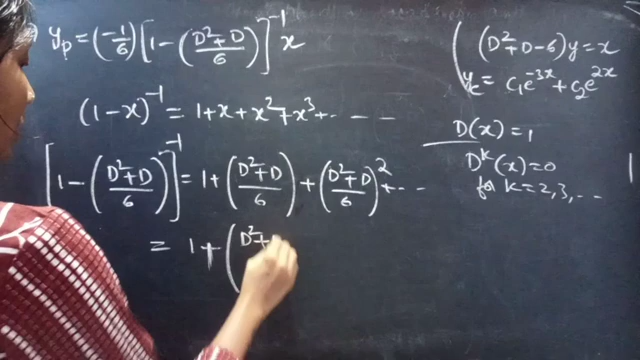 y_p = (-1/6) [1 - ((D²+D)/6)]⁻¹ x
(1-x)⁻¹ = 1+x+x²+x³+- - - -
[1 - ((D²+D)/6)]⁻¹ = 1+((D²+D)/6)+((D²+D)/6)²+- - -
= 1+(D²+
(D²+D-6)y=x
y_c = c₁e^{-3x}+c₂e^{2x}
D(x)=1
D^k(x)=0
for k=2,3,- - -